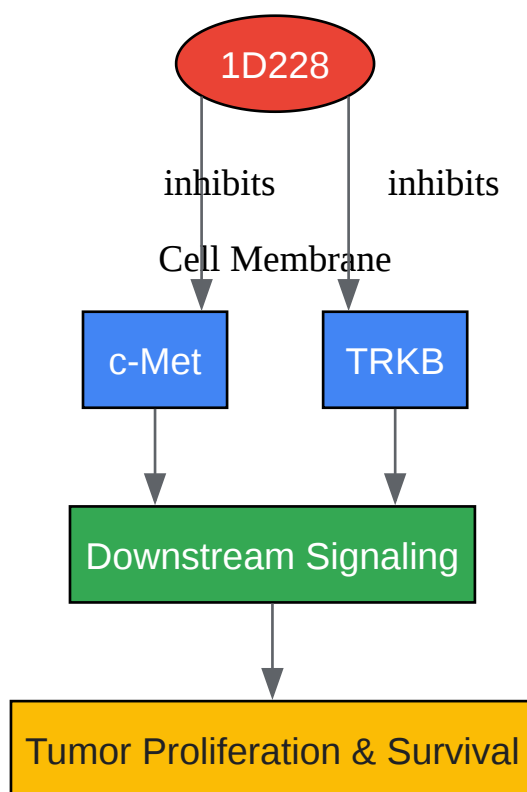 1D228
inhibits
inhibits
Cell Membrane
c-Met
TRKB
Downstream Signaling
Tumor Proliferation & Survival